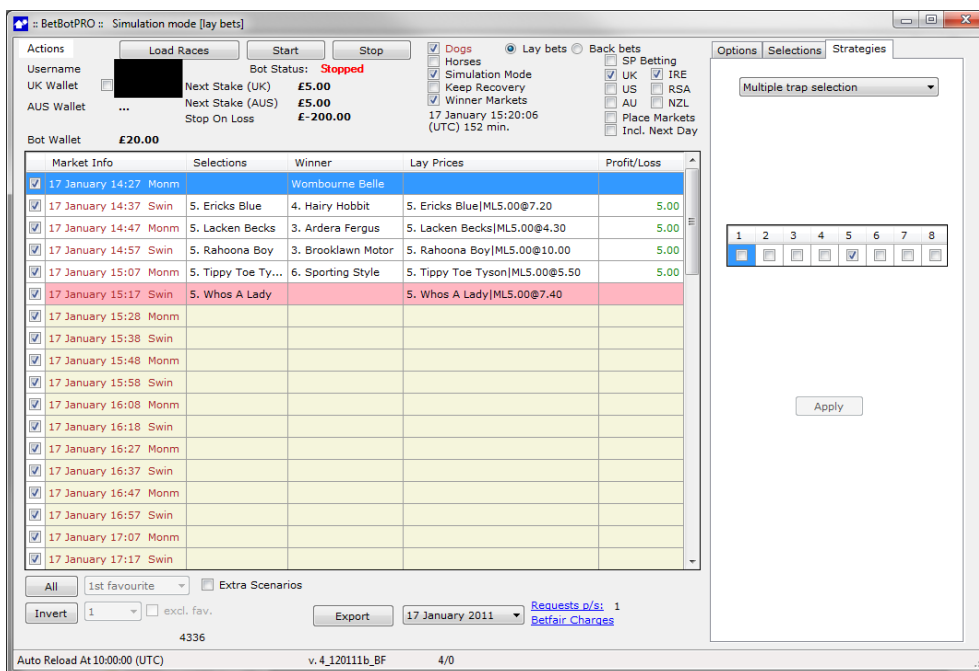 :: BetBotPRO :: Simulation mode [lay bets]
Actions Load Races Start Stop
Username Bot Status: Stopped
UK Wallet Next Stake (UK) £5.00
AUS Wallet ... Next Stake (AUS) £5.00
Stop On Loss £-200.00
Bot Wallet £20.00
Dogs Lay bets Back bets
Horses SP Betting
Simulation Mode UK IRE
Keep Recovery US RSA
Winner Markets AU NZL
17 January 15:20:06 Place Markets
(UTC) 152 min. Incl. Next Day
Options Selections Strategies
Multiple trap selection
1 2 3 4 5 6 7 8
Apply
Market Info Selections Winner Lay Prices Profit/Loss
17 January 14:27 Monm Wombourne Belle
17 January 14:37 Swin 5. Ericks Blue 4. Hairy Hobbit 5. Ericks Blue|ML5.00@7.20 5.00
17 January 14:47 Monm 5. Lacken Becks 3. Ardera Fergus 5. Lacken Becks|ML5.00@4.30 5.00
17 January 14:57 Swin 5. Rahoona Boy 3. Brooklawn Motor 5. Rahoona Boy|ML5.00@10.00 5.00
17 January 15:07 Monm 5. Tippy Toe Ty... 6. Sporting Style 5. Tippy Toe Tyson|ML5.00@5.50 5.00
17 January 15:17 Swin 5. Whos A Lady 5. Whos A Lady|ML5.00@7.40
17 January 15:28 Monm
17 January 15:38 Swin
17 January 15:48 Monm
17 January 15:58 Swin
17 January 16:08 Monm
17 January 16:18 Swin
17 January 16:27 Monm
17 January 16:37 Swin
17 January 16:47 Monm
17 January 16:57 Swin
17 January 17:07 Monm
17 January 17:17 Swin
All 1st favourite Extra Scenarios
Invert 1 excl. fav. Export 17 January 2011 Requests p/s: 1
Betfair Charges
4336
Auto Reload At 10:00:00 (UTC) v. 4_120111b_BF 4/0